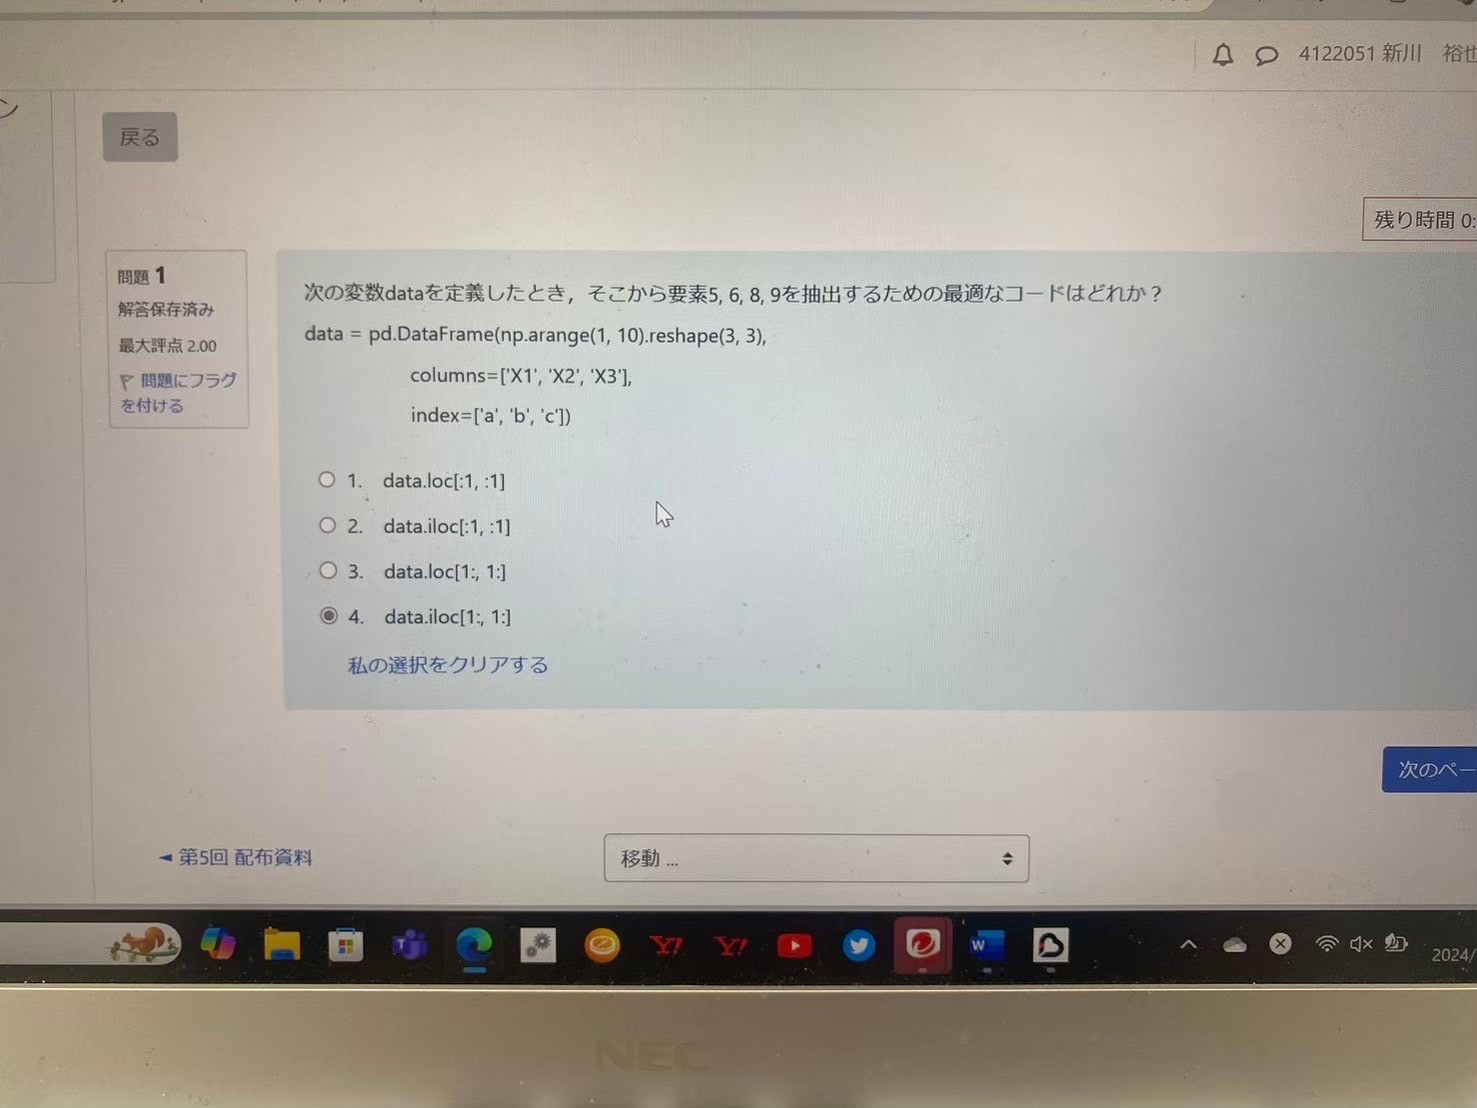 4122051 新川 裕也
戻る
残り時間 0:
問題 1
解答保存済み
最大評点 2.00
問題にフラグ
を付ける
次の変数dataを定義したとき，そこから要素5, 6, 8, 9を抽出するための最適なコードはどれか？
data = pd.DataFrame(np.arange(1, 10).reshape(3, 3),
columns=['X1', 'X2', 'X3'],
index=['a', 'b', 'c'])
1. data.loc[:1, :1]
2. data.iloc[:1, :1]
3. data.loc[1:, 1:]
4. data.iloc[1:, 1:]
私の選択をクリアする
次のペー
◄ 第5回 配布資料
移動 ...
2024/
NEC